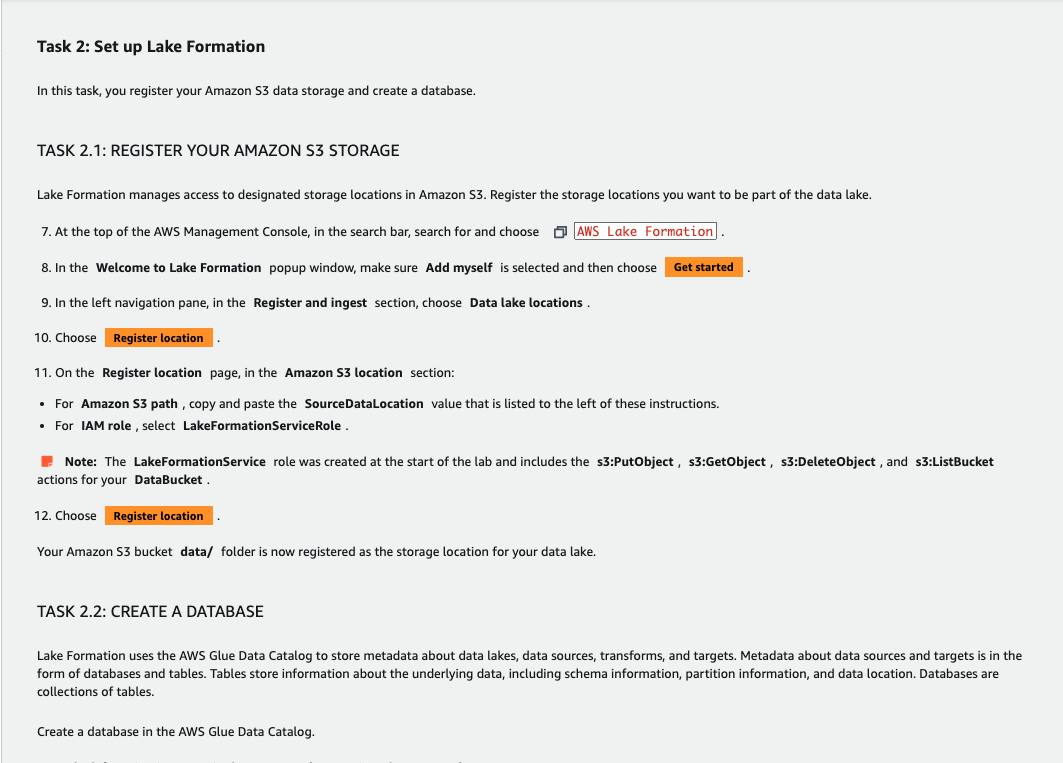 Task 2: Set up Lake Formation
In this task, you register your Amazon S3 data storage and create a database.
TASK 2.1: REGISTER YOUR AMAZON S3 STORAGE
Lake Formation manages access to designated storage locations in Amazon S3. Register the storage locations you want to be part of the data lake.
7. At the top of the AWS Management Console, in the search bar, search for and choose AWS Lake Formation .
8. In the Welcome to Lake Formation popup window, make sure Add myself is selected and then choose Get started .
9. In the left navigation pane, in the Register and ingest section, choose Data lake locations .
10. Choose Register location .
11. On the Register location page, in the Amazon S3 location section:
• For Amazon S3 path , copy and paste the SourceDataLocation value that is listed to the left of these instructions.
• For IAM role , select LakeFormationServiceRole .
Note: The LakeFormationService role was created at the start of the lab and includes the s3:PutObject , s3:GetObject , s3:DeleteObject , and s3:ListBucket
actions for your DataBucket .
12. Choose Register location .
Your Amazon S3 bucket data/ folder is now registered as the storage location for your data lake.
TASK 2.2: CREATE A DATABASE
Lake Formation uses the AWS Glue Data Catalog to store metadata about data lakes, data sources, transforms, and targets. Metadata about data sources and targets is in the
form of databases and tables. Tables store information about the underlying data, including schema information, partition information, and data location. Databases are
collections of tables.
Create a database in the AWS Glue Data Catalog.